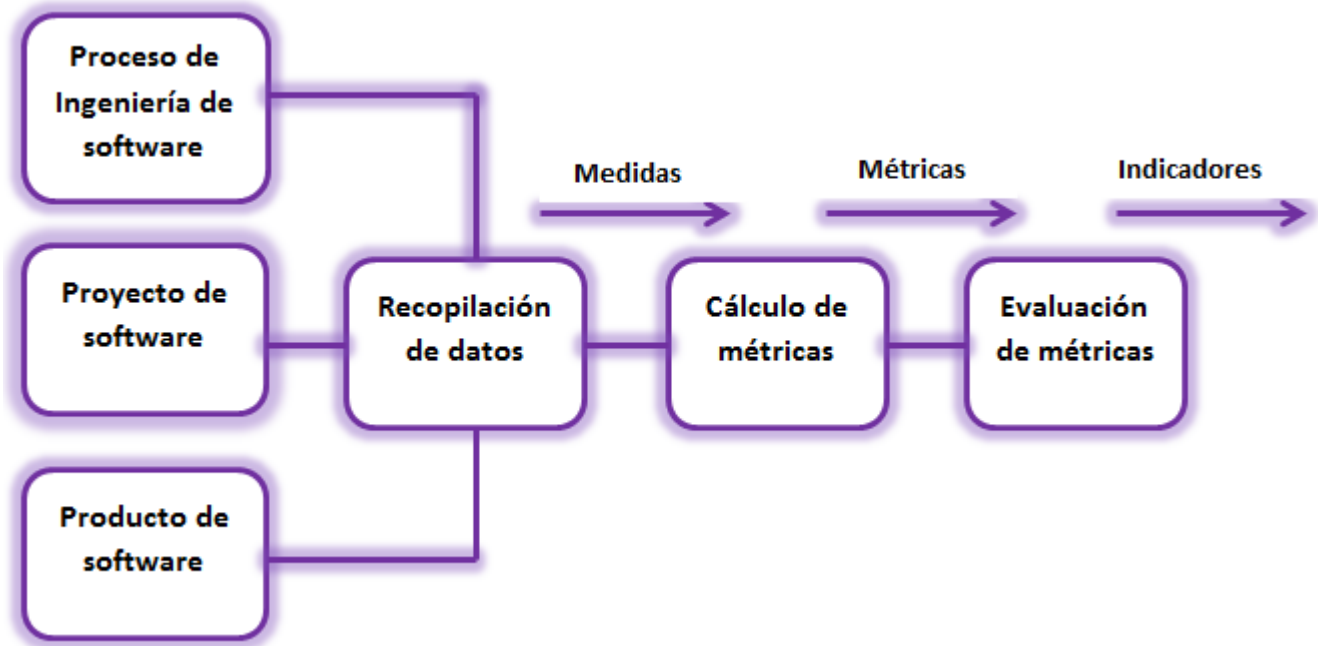 Proceso de
Ingeniería de
software
Medidas
Métricas
Indicadores
Proyecto de
software
Recopilación
de datos
Cálculo de
métricas
Evaluación
de métricas
Producto de
software